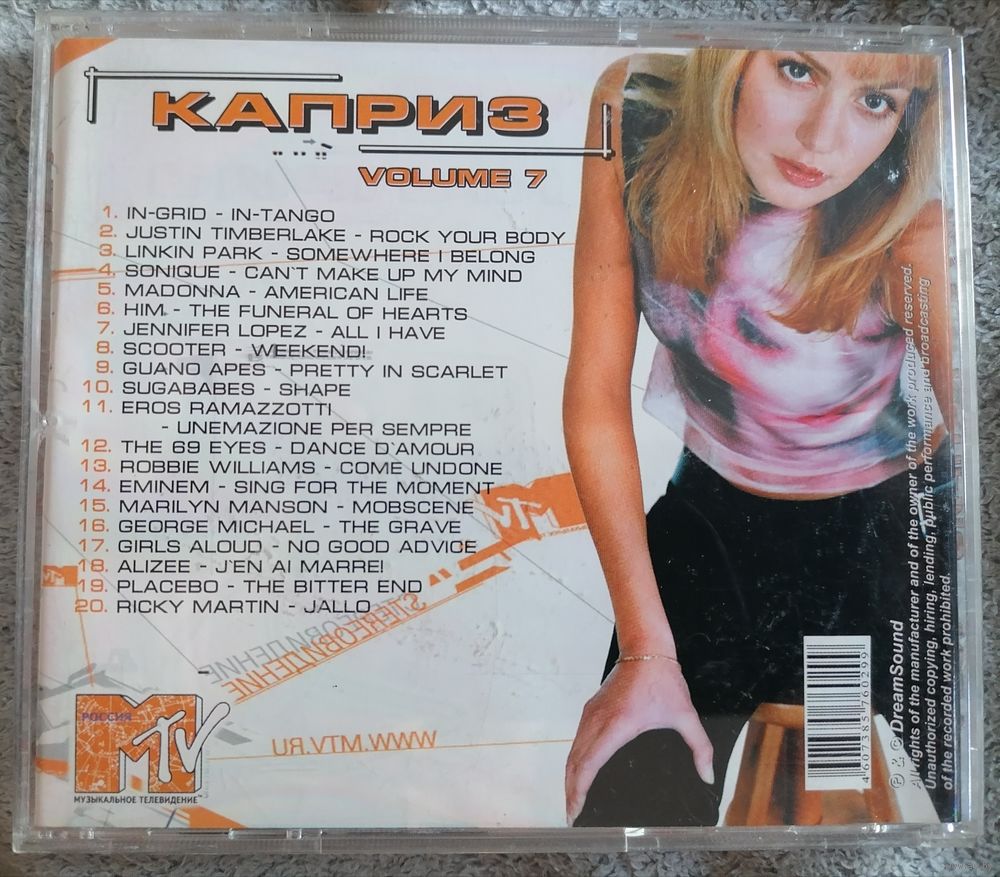 КАПРИЗ
VOLUME 7
1. IN-GRID - IN-TANGO
2. JUSTIN TIMBERLAKE - ROCK YOUR BODY
3. LINKIN PARK - SOMEWHERE I BELONG
4. SONIQUE - CAN`T MAKE UP MY MIND
5. MADONNA - AMERICAN LIFE
6. HIM - THE FUNERAL OF HEARTS
7. JENNIFER LOPEZ - ALL I HAVE
8. SCOOTER - WEEKEND!
9. GUANO APES - PRETTY IN SCARLET
10. SUGABABES - SHAPE
11. EROS RAMAZZOTTI
- UNEMAZIONE PER SEMPRE
12. THE 69 EYES - DANCE D`AMOUR
13. ROBBIE WILLIAMS - COME UNDONE
14. EMINEM - SING FOR THE MOMENT
15. MARILYN MANSON - MOBSCENE
16. GEORGE MICHAEL - THE GRAVE
17. GIRLS ALOUD - NO GOOD ADVICE
18. ALIZEE - J`EN AI MARRE!
19. PLACEBO - THE BITTER END
20. RICKY MARTIN - JALLO
MTV
СТЕРЕОВИДЕНИЕ
СТЕРЕОВИДЕНИЕ
РОССИЯ
MTV
МУЗЫКАЛЬНОЕ ТЕЛЕВИДЕНИЕ
WWW.MTV.RU
4607385760299
℗ & © DreamSound
All rights of the manufacturer and of the owner of the work produced reserved.
Unauthorized copying, hiring, lending, public performance and broadcasting
of the recorded work prohibited.